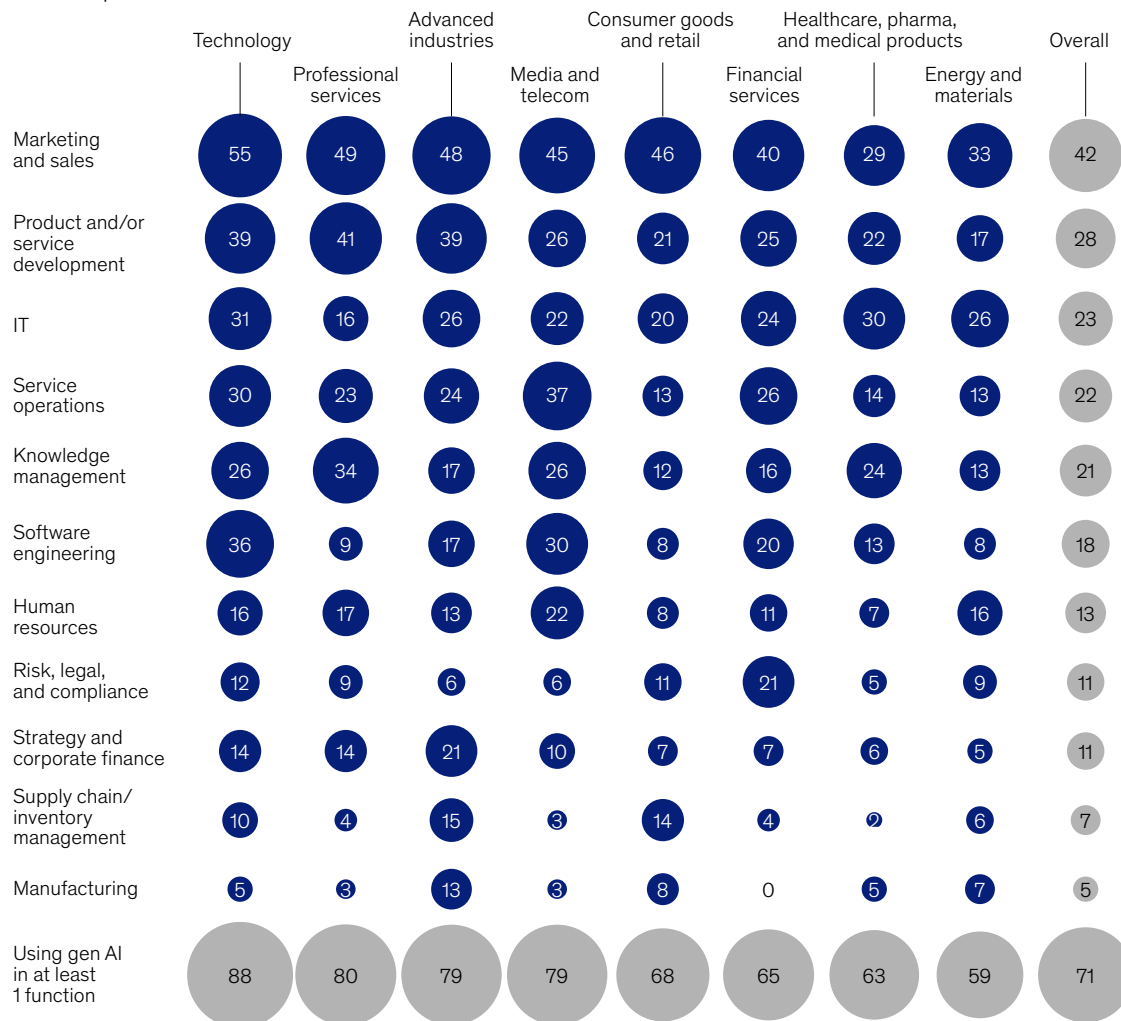 Technology
Professional
services
Advanced
industries
Media and
telecom
Consumer goods
and retail
Financial
services
Healthcare, pharma,
and medical products
Energy and
materials
Overall
Marketing
and sales
55 49 48 45 46 40 29 33 42
Product and/or
service
development
39 41 39 26 21 25 22 17 28
IT
31 16 26 22 20 24 30 26 23
Service
operations
30 23 24 37 13 26 14 13 22
Knowledge
management
26 34 17 26 12 16 24 13 21
Software
engineering
36 9 17 30 8 20 13 8 18
Human
resources
16 17 13 22 8 11 7 16 13
Risk, legal,
and compliance
12 9 6 6 11 21 5 9 11
Strategy and
corporate finance
14 14 21 10 7 7 6 5 11
Supply chain/
inventory
management
10 4 15 3 14 4 2 6 7
Manufacturing
5 3 13 3 8 0 5 7 5
Using gen AI
in at least
1 function
88 80 79 79 68 65 63 59 71